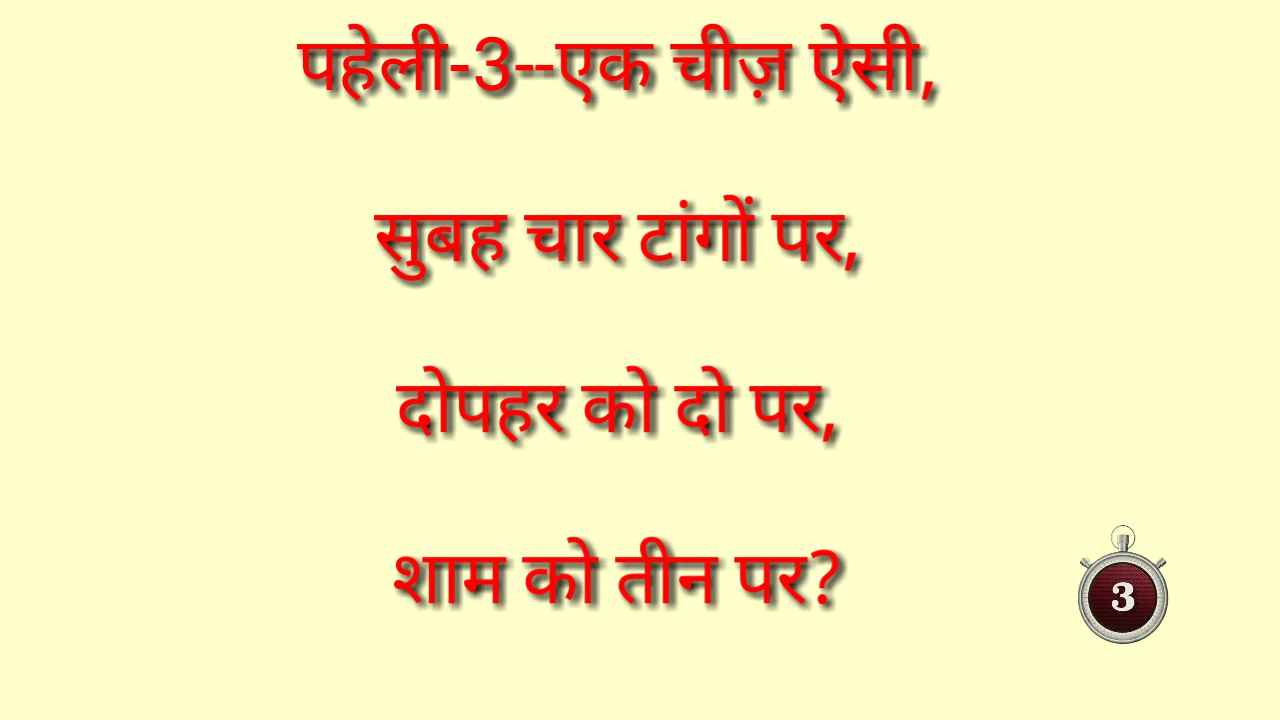 पहेली-3--एक चीज़ ऐसी,
सुबह चार टांगों पर,
दोपहर को दो पर,
शाम को तीन पर?
3